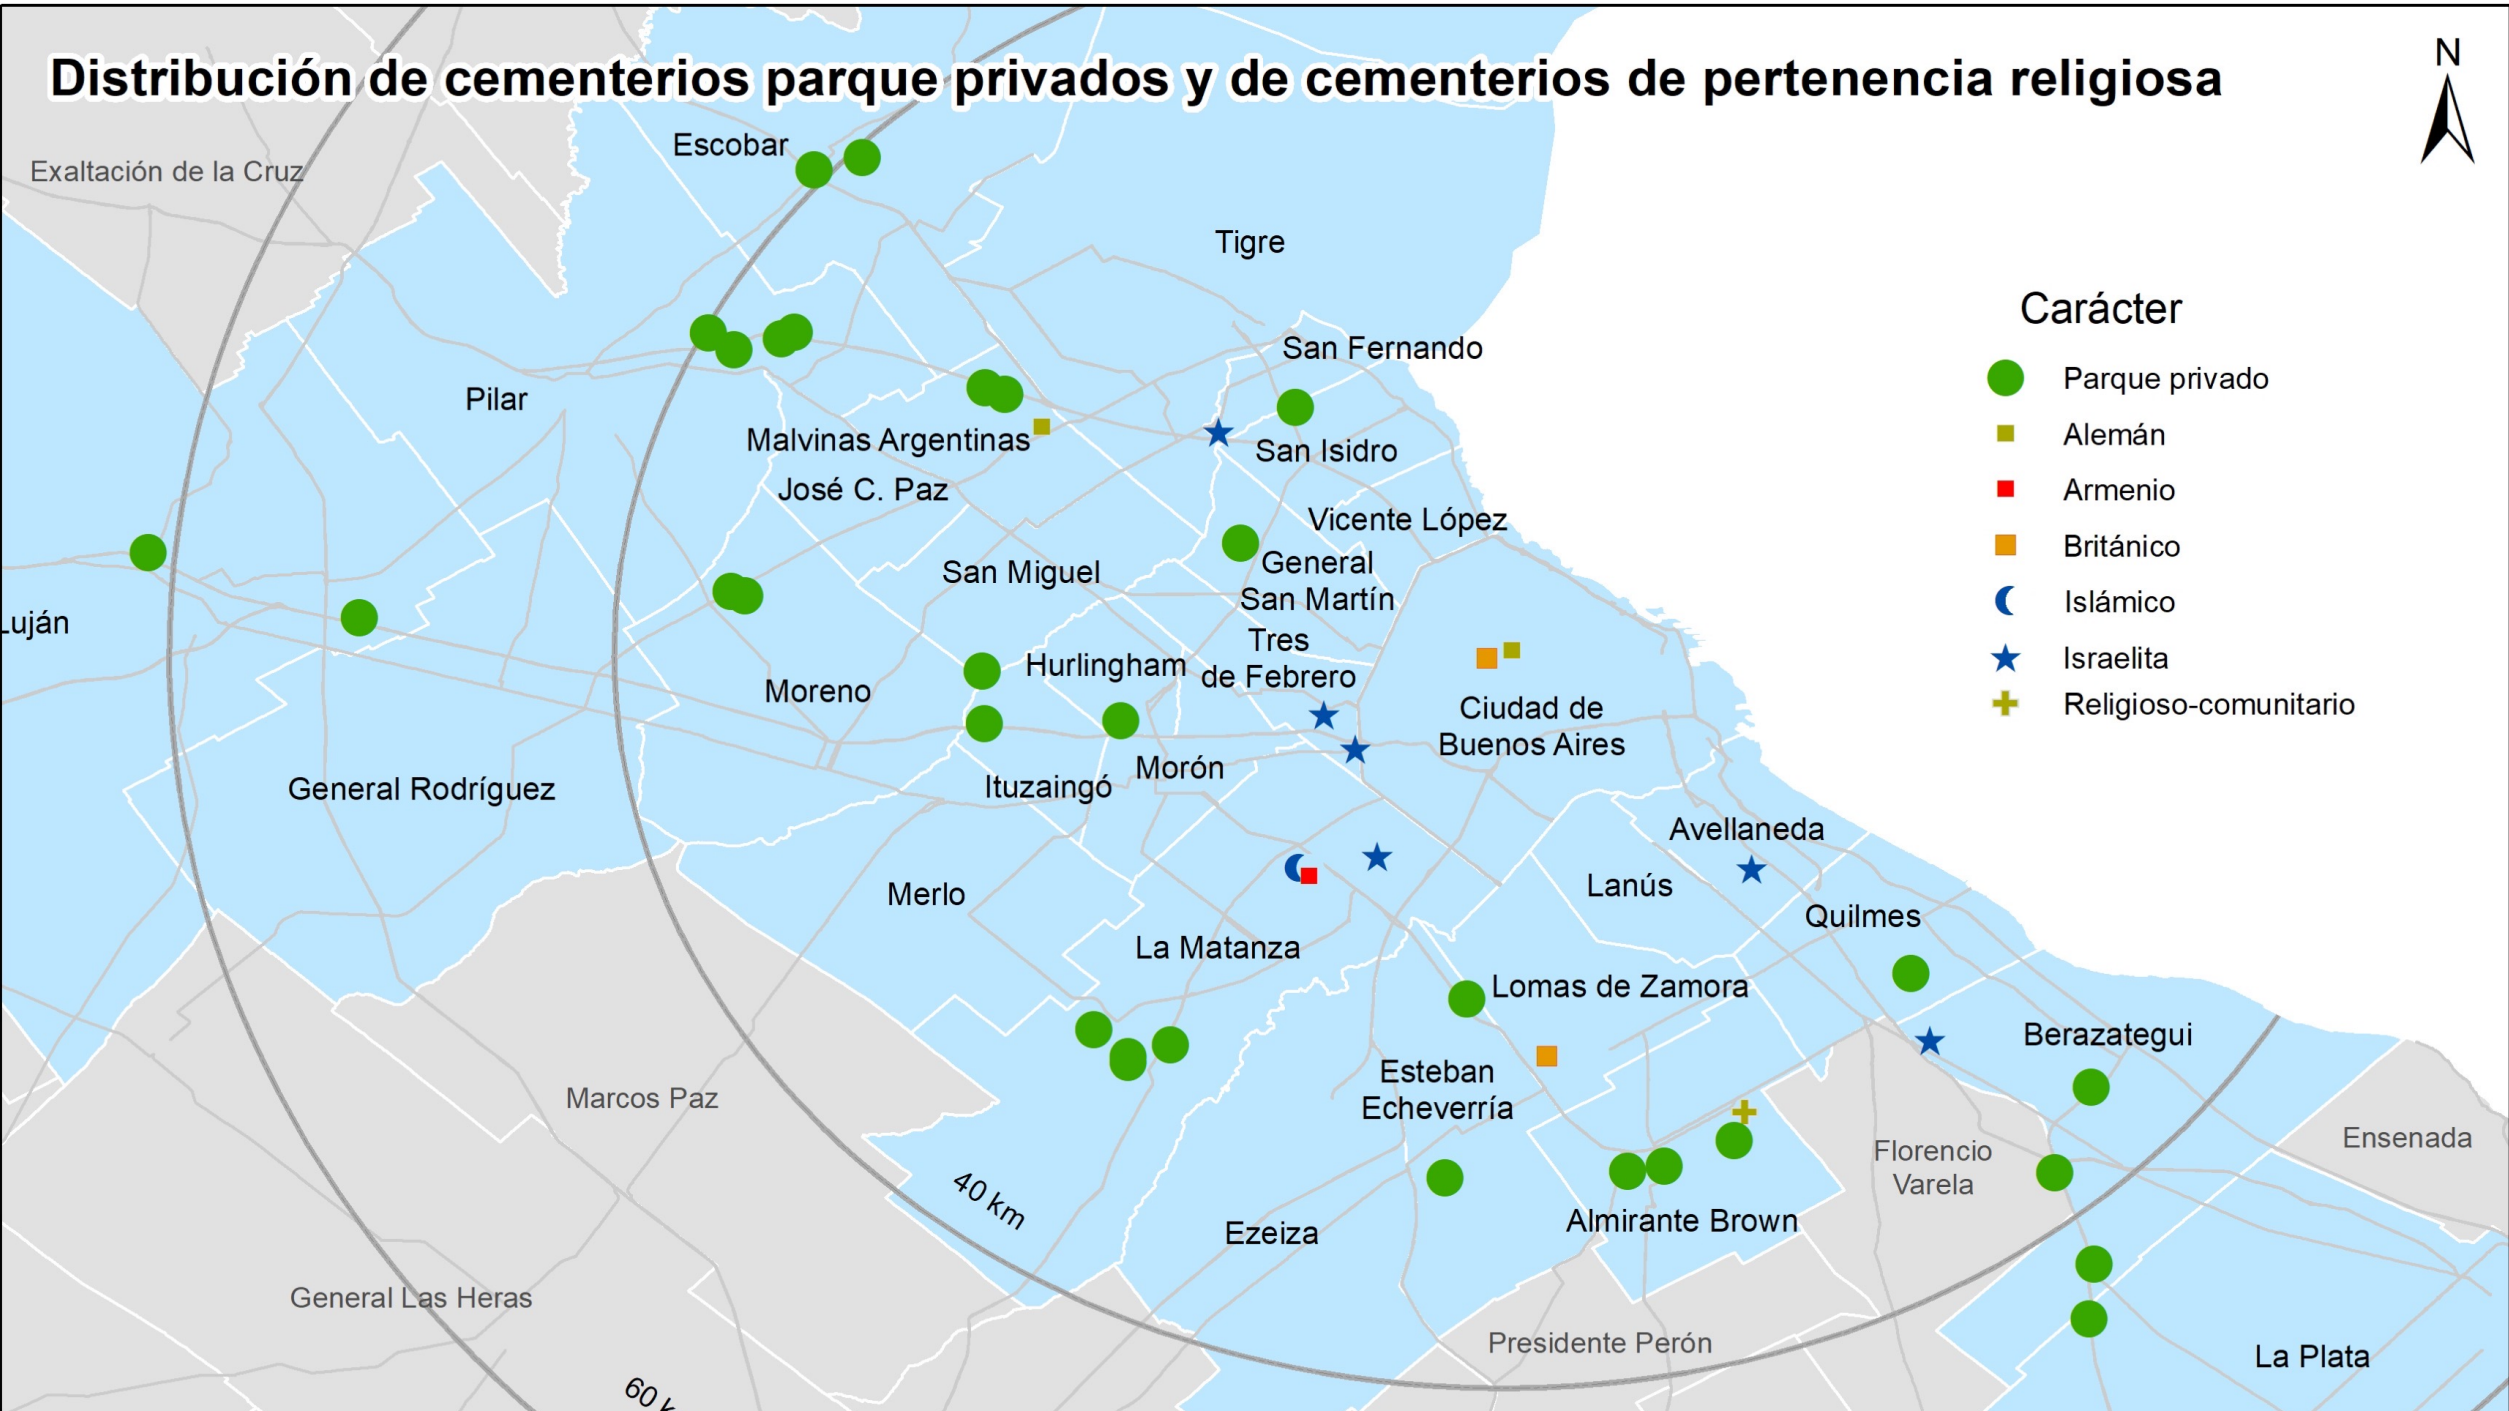 Distribución de cementerios parque privados y de cementerios de pertenencia religiosa
N
Escobar
Exaltación de la Cruz
Tigre
San Fernando
Pilar
Malvinas Argentinas
San Isidro
José C. Paz
Vicente López
San Miguel
General
San Martín
Luján
Tres
de Febrero
Hurlingham
Moreno
Ciudad de
Buenos Aires
Morón
Ituzaingó
General Rodríguez
Avellaneda
Lanús
Merlo
Quilmes
La Matanza
Lomas de Zamora
Berazategui
Esteban
Echeverría
Marcos Paz
Ensenada
Florencio
Varela
40 km
Almirante Brown
Ezeiza
General Las Heras
Presidente Perón
La Plata
60 k
Carácter
Parque privado
Alemán
Armenio
Británico
Islámico
Israelita
Religioso-comunitario